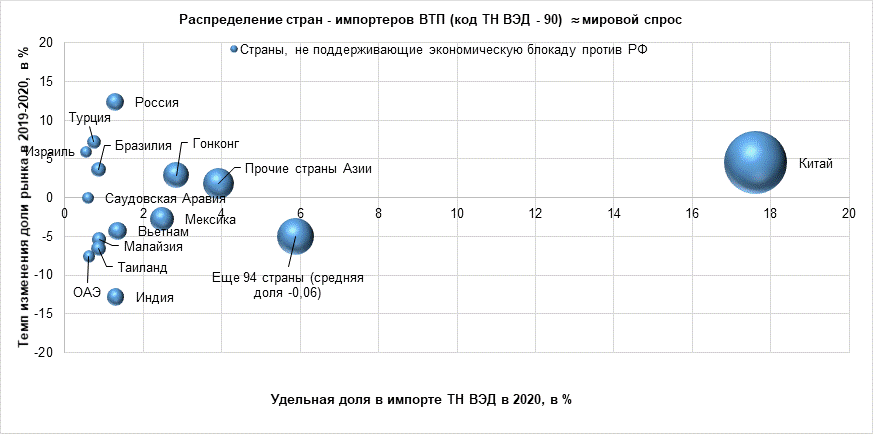 Распределение стран - импортеров ВТП (код ТН ВЭД - 90) ≈ мировой спрос
Страны, не поддерживающие экономическую блокаду против РФ
Темп изменения доли рынка в 2019-2020, в %
20
15
10
5
0
-5
-10
-15
-20
Россия
Турция
Израиль
Бразилия
Гонконг
Прочие страны Азии
Китай
Саудовская Аравия
0 2 4 6 8 10 12 14 16 18 20
Мексика
Вьетнам
Малайзия
Таиланд
ОАЭ
Индия
Еще 94 страны (средняя
доля -0,06)
Удельная доля в импорте ТН ВЭД в 2020, в %